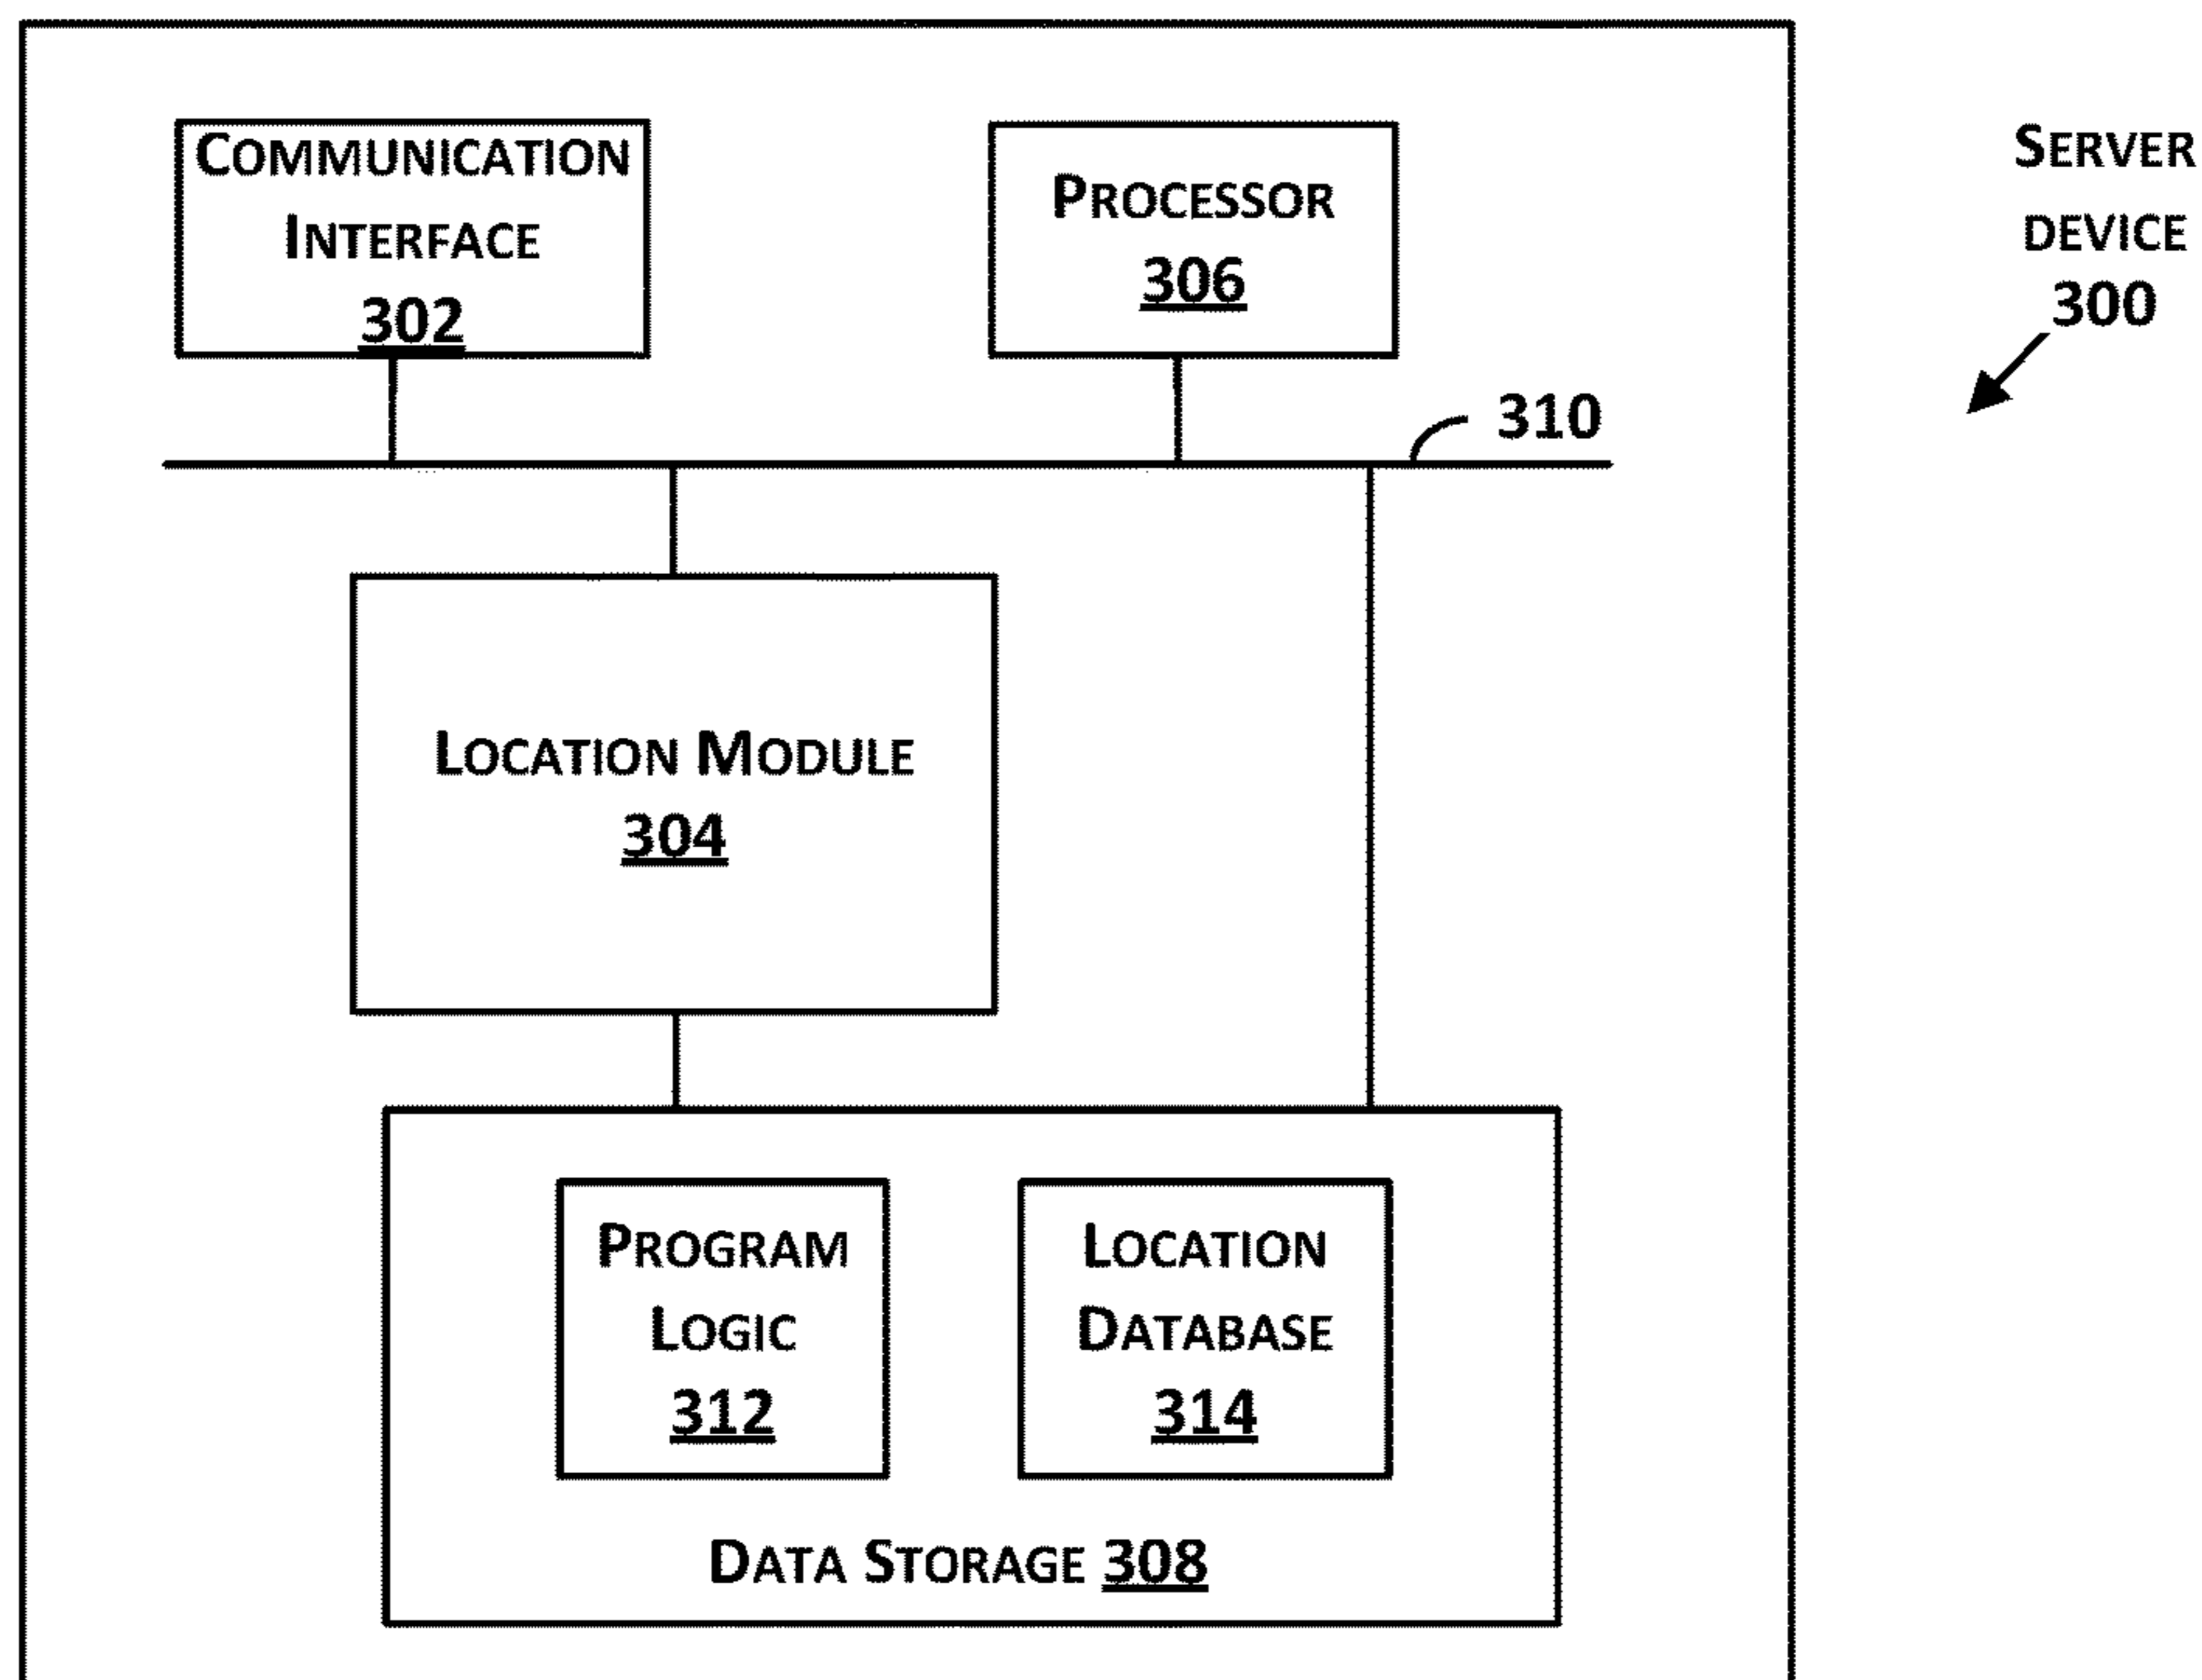 COMMUNICATION
INTERFACE
302
PROCESSOR
306
SERVER
DEVICE
300
310
LOCATION MODULE
304
PROGRAM
LOGIC
312
LOCATION
DATABASE
314
DATA STORAGE 308